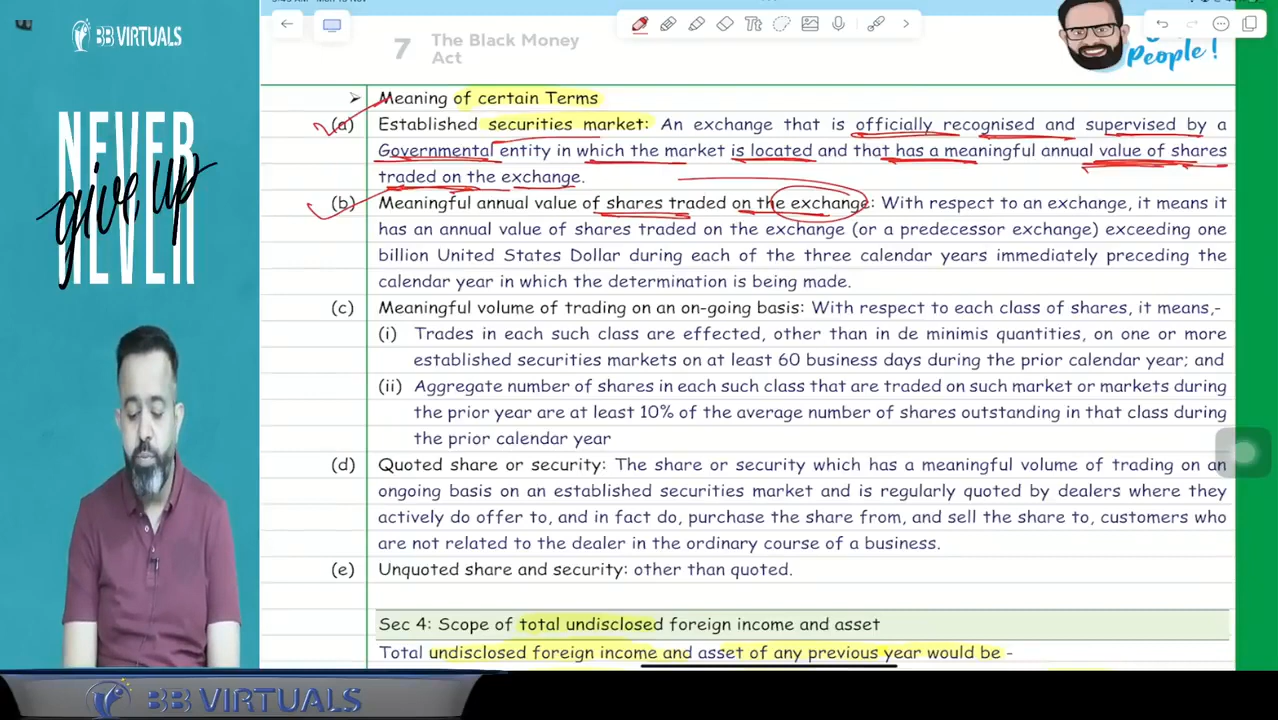 BB VIRTUALS
7
The Black Money
Act
People !
NEVER
give up
NEVER
➤ Meaning of certain Terms
(a) Established securities market: An exchange that is officially recognised and supervised by a
Governmental entity in which the market is located and that has a meaningful annual value of shares
traded on the exchange.
(b) Meaningful annual value of shares traded on the exchange: With respect to an exchange, it means it
has an annual value of shares traded on the exchange (or a predecessor exchange) exceeding one
billion United States Dollar during each of the three calendar years immediately preceding the
calendar year in which the determination is being made.
(c) Meaningful volume of trading on an on-going basis: With respect to each class of shares, it means,-
(i) Trades in each such class are effected, other than in de minimis quantities, on one or more
established securities markets on at least 60 business days during the prior calendar year; and
(ii) Aggregate number of shares in each such class that are traded on such market or markets during
the prior year are at least 10% of the average number of shares outstanding in that class during
the prior calendar year
(d) Quoted share or security: The share or security which has a meaningful volume of trading on an
ongoing basis on an established securities market and is regularly quoted by dealers where they
actively do offer to, and in fact do, purchase the share from, and sell the share to, customers who
are not related to the dealer in the ordinary course of a business.
(e) Unquoted share and security: other than quoted.
Sec 4: Scope of total undisclosed foreign income and asset
Total undisclosed foreign income and asset of any previous year would be -
BB VIRTUALS